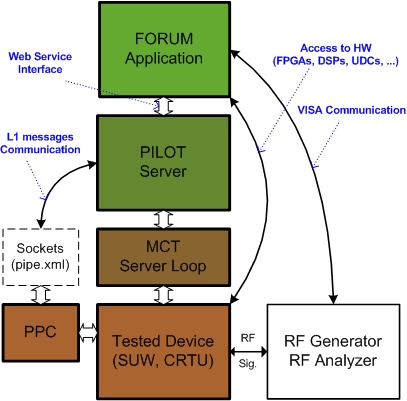 FORUM
Application
Web Service
Interface
Access to HW
(FPGAs, DSPs, UDCs, ...)
VISA Communication
L1 messages
Communication
PILOT
Server
Sockets
(pipe.xml)
MCT
Server Loop
PPC
Tested Device
(SUW, CRTU)
RF
Sig.
RF Generator
RF Analyzer